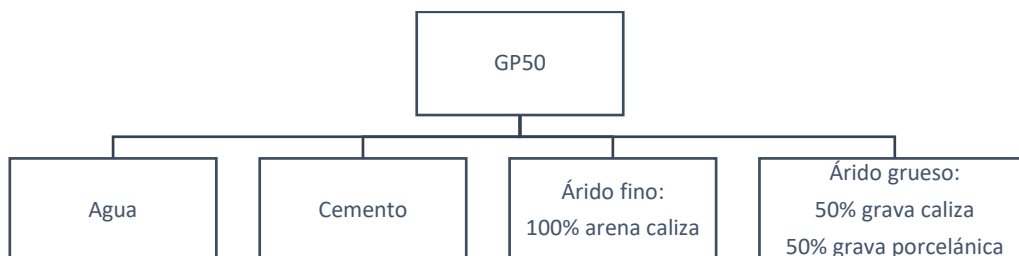 GP50
Agua
Cemento
Árido fino:
100% arena caliza
Árido grueso:
50% grava caliza
50% grava porcelánica